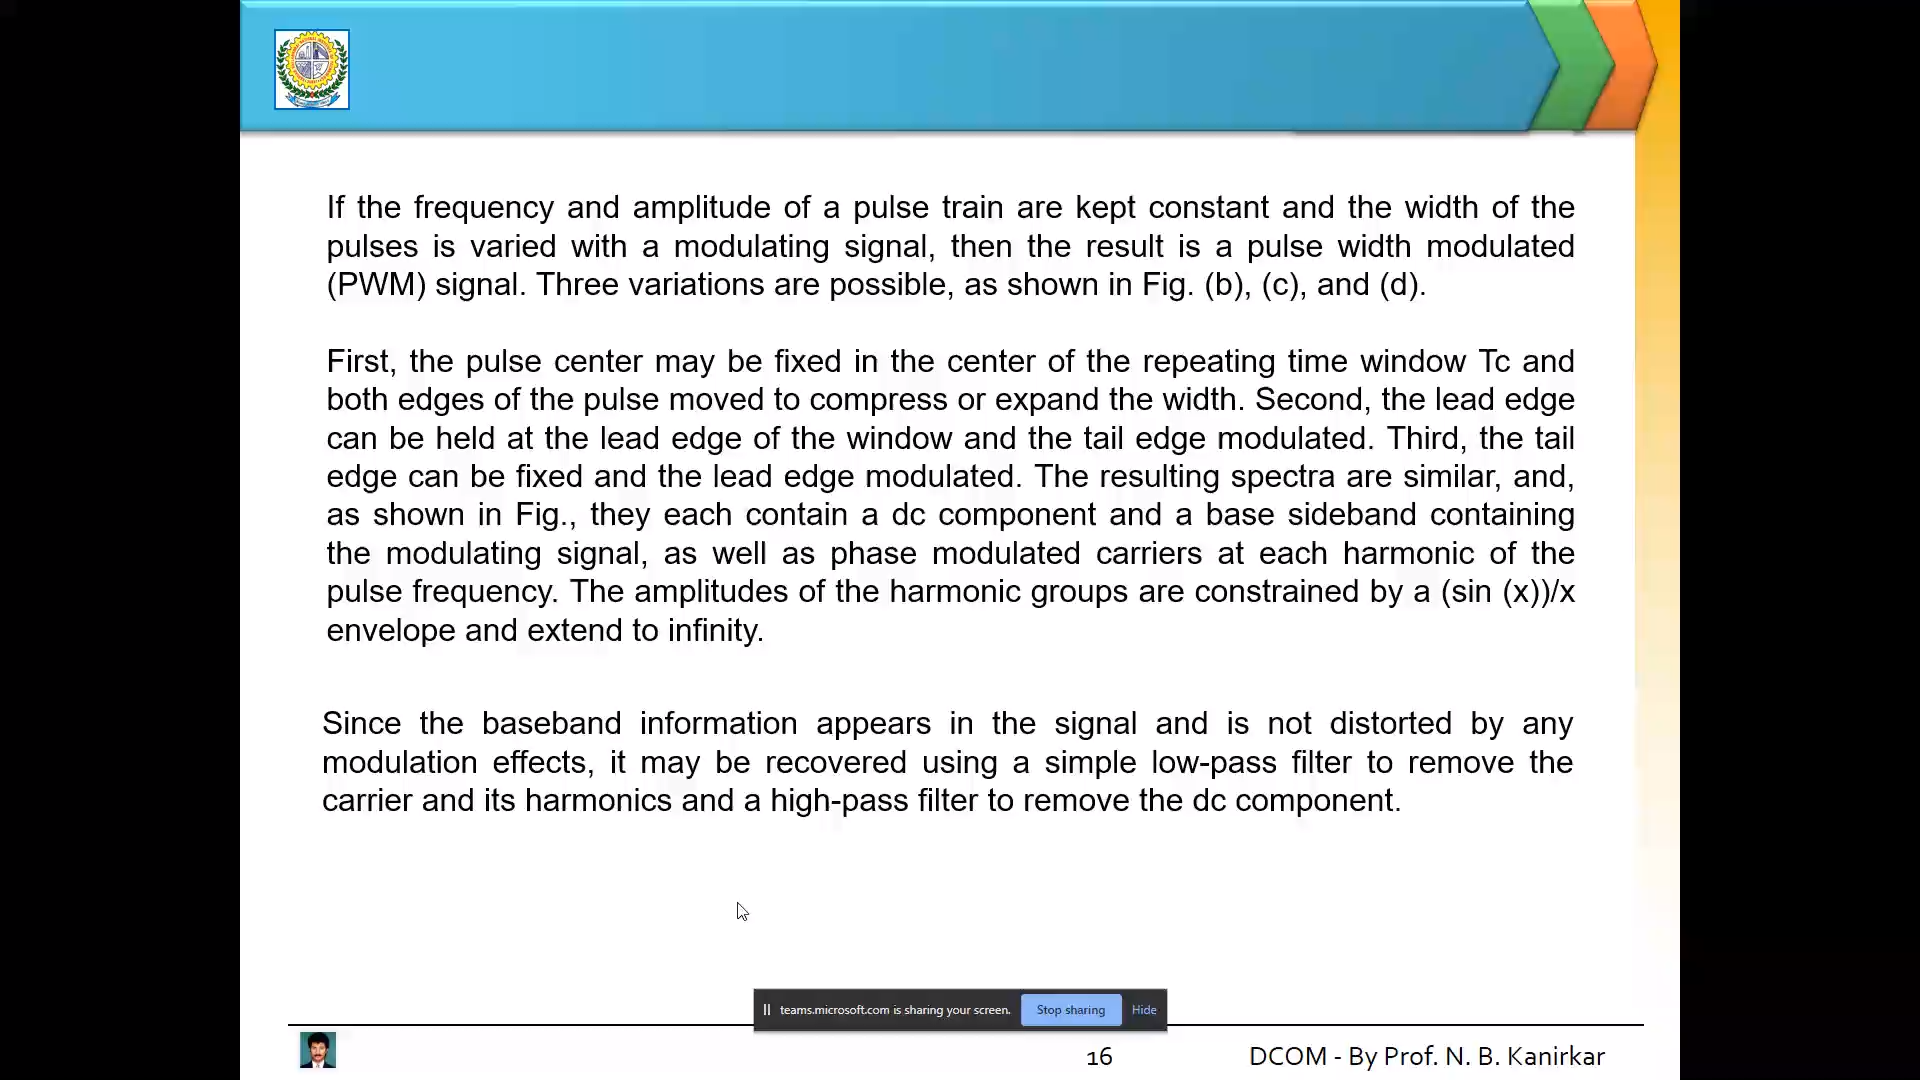 If the frequency and amplitude of a pulse train are kept constant and the width of the
pulses is varied with a modulating signal, then the result is a pulse width modulated
(PWM) signal. Three variations are possible, as shown in Fig. (b), (c), and (d).
First, the pulse center may be fixed in the center of the repeating time window Tc and
both edges of the pulse moved to compress or expand the width. Second, the lead edge
can be held at the lead edge of the window and the tail edge modulated. Third, the tail
edge can be fixed and the lead edge modulated. The resulting spectra are similar, and,
as shown in Fig., they each contain a dc component and a base sideband containing
the modulating signal, as well as phase modulated carriers at each harmonic of the
pulse frequency. The amplitudes of the harmonic groups are constrained by a (sin (x))/x
envelope and extend to infinity.
Since the baseband information appears in the signal and is not distorted by any
modulation effects, it may be recovered using a simple low-pass filter to remove the
carrier and its harmonics and a high-pass filter to remove the dc component.
teams.microsoft.com is sharing your screen. Stop sharing Hide
16 DCOM - By Prof. N. B. Kanirkar